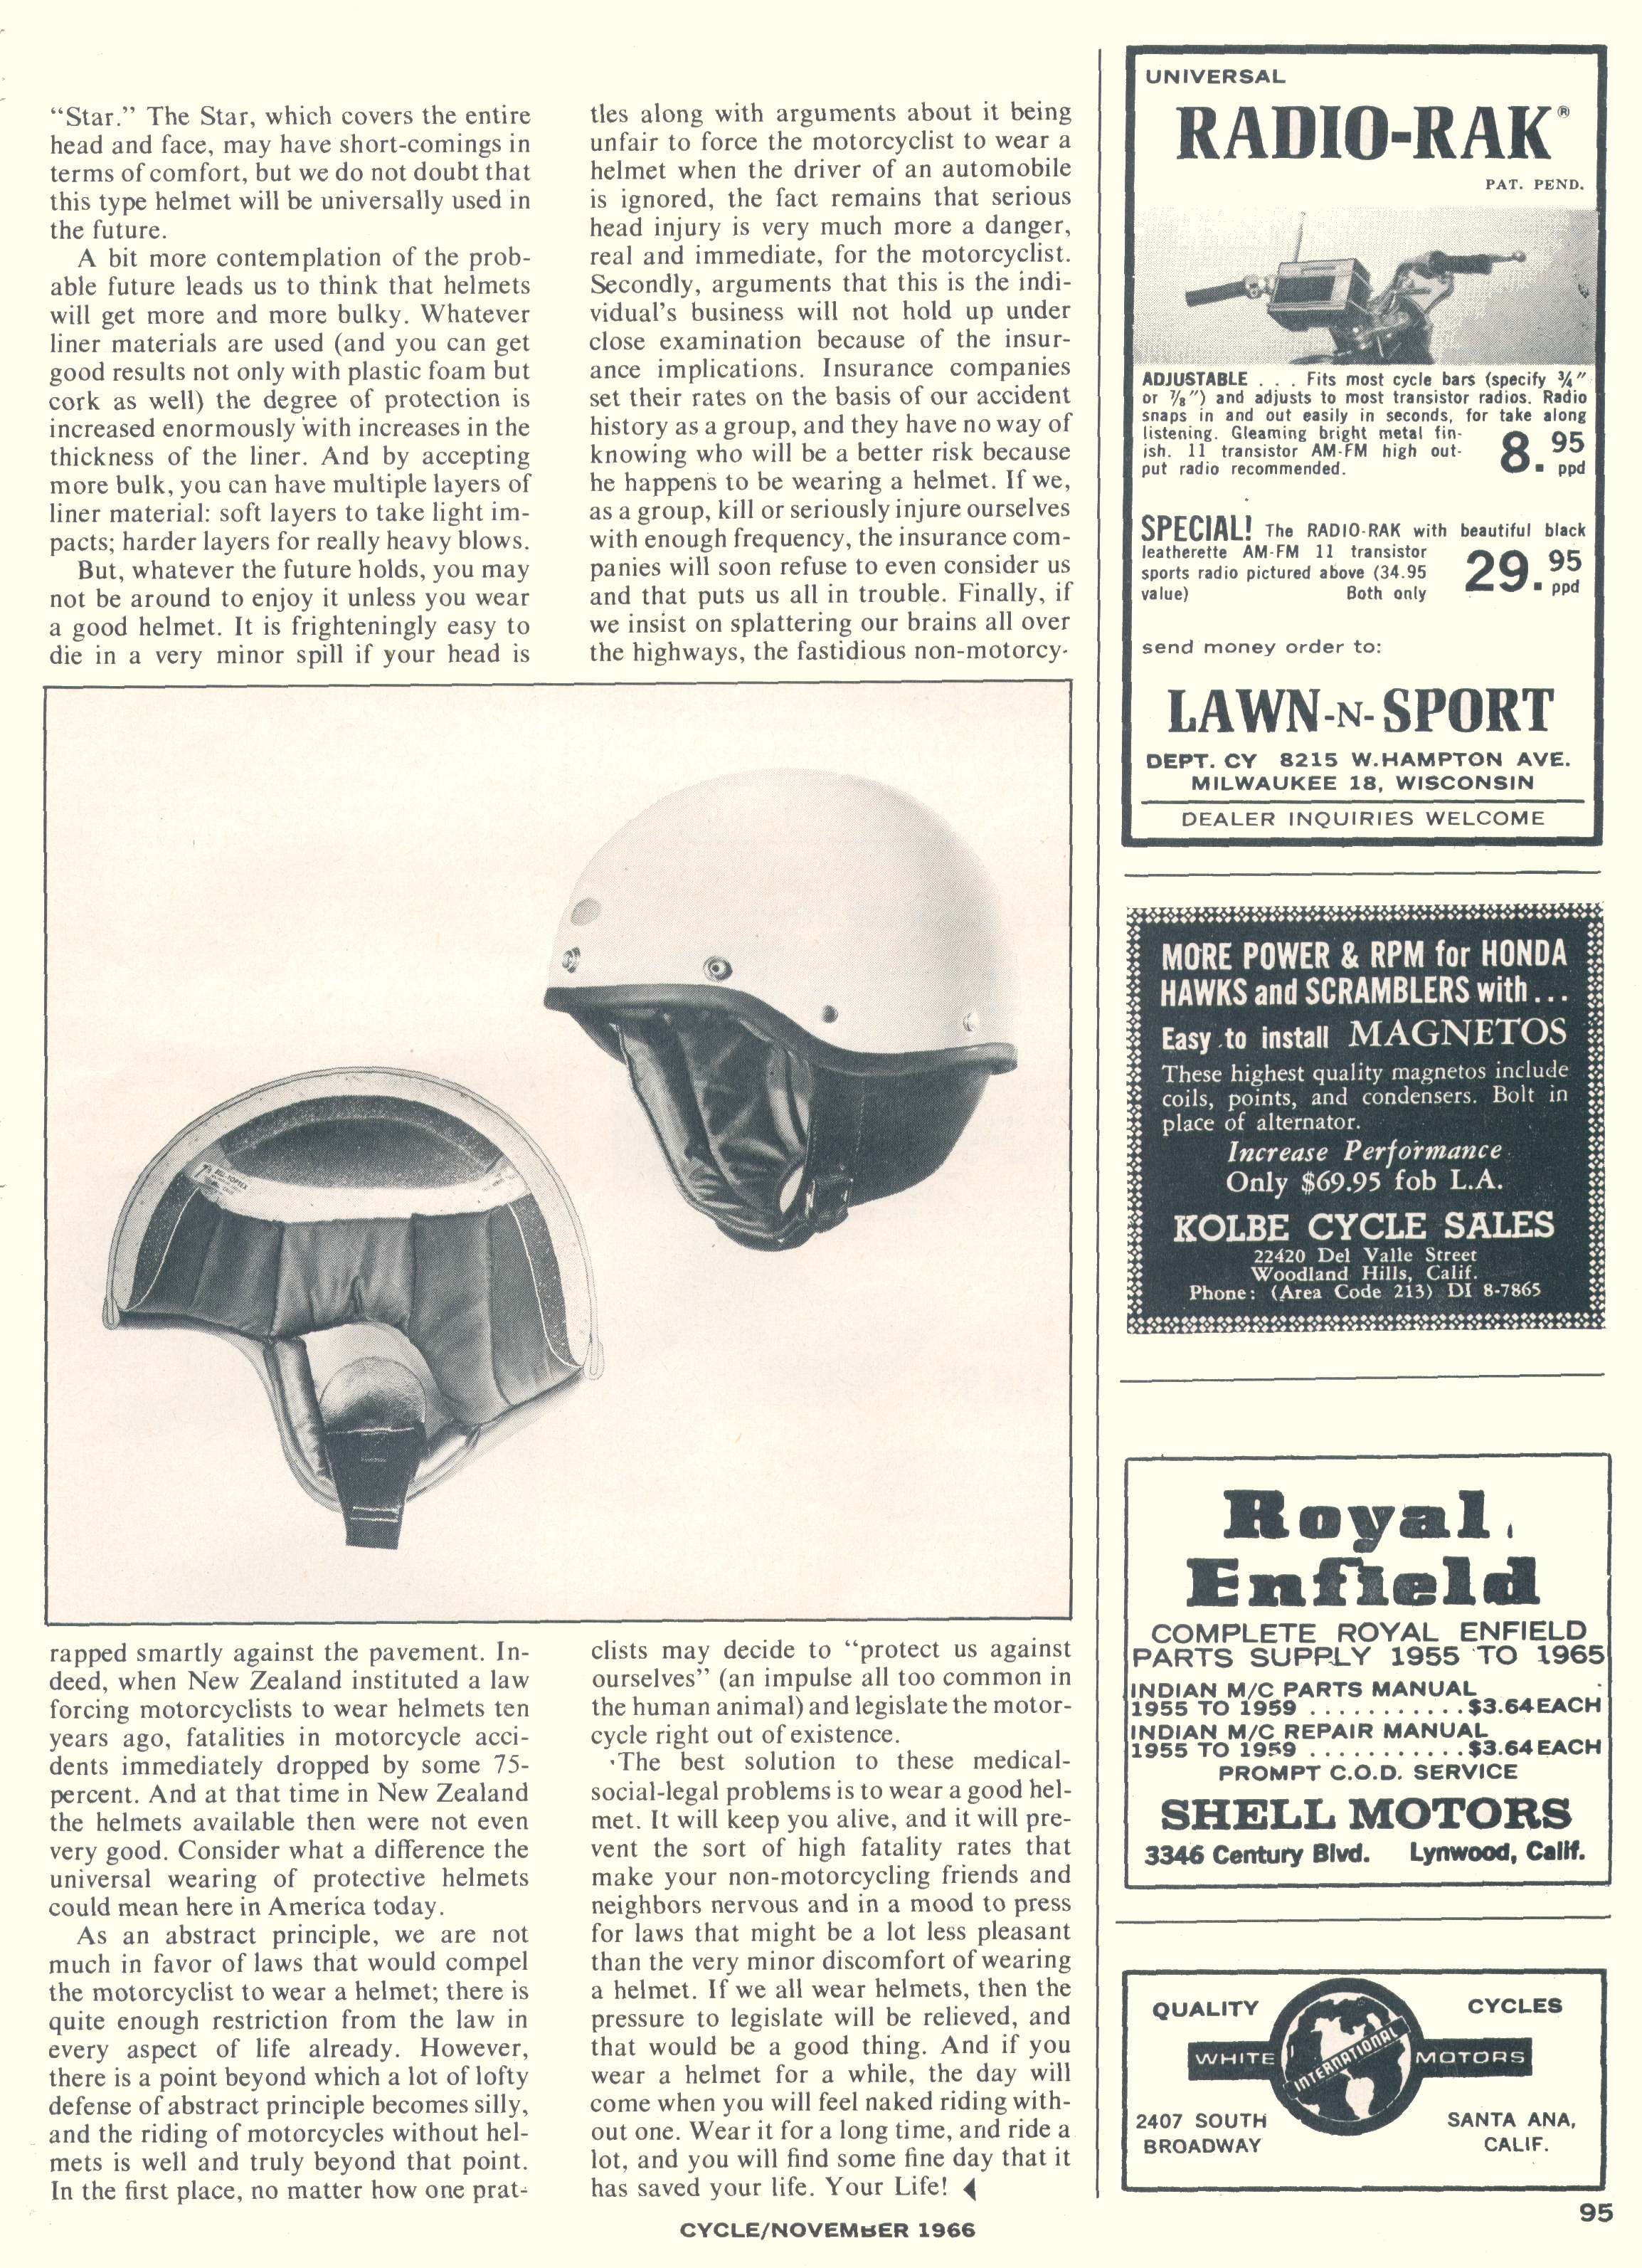 “Star.” The Star, which covers the entire
head and face, may have short-comings in
terms of comfort, but we do not doubt that
this type helmet will be universally used in
the future.
A bit more contemplation of the prob-
able future leads us to think that helmets
will get more and more bulky. Whatever
liner materials are used (and you can get
good results not only with plastic foam but
cork as well) the degree of protection is
increased enormously with increases in the
thickness of the liner. And by accepting
more bulk, you can have multiple layers of
liner material: soft layers to take light im-
pacts; harder layers for really heavy blows.
But, whatever the future holds, you may
not be around to enjoy it unless you wear
a good helmet. It is frighteningly easy to
die in a very minor spill if your head is
rapped smartly against the pavement. In-
deed, when New Zealand instituted a law
forcing motorcyclists to wear helmets ten
years ago, fatalities in motorcycle acci-
dents immediately dropped by some 75-
percent. And at that time in New Zealand
the helmets available then were not even
very good. Consider what a difference the
universal wearing of protective helmets
could mean here in America today.
As an abstract principle, we are not
much in favor of laws that would compel
the motorcyclist to wear a helmet; there is
quite enough restriction from the law in
every aspect of life already. However,
there is a point beyond which a lot of lofty
defense of abstract principle becomes silly,
and the riding of motorcycles without hel-
mets is well and truly beyond that point.
In the first place, no matter how one prat-
tles along with arguments about it being
unfair to force the motorcyclist to wear a
helmet when the driver of an automobile
is ignored, the fact remains that serious
head injury is very much more a danger,
real and immediate, for the motorcyclist.
Secondly, arguments that this is the indi-
vidual’s business will not hold up under
close examination because of the insur-
ance implications. Insurance companies
set their rates on the basis of our accident
history as a group, and they have no way of
knowing who will be a better risk because
he happens to be wearing a helmet. If we,
as a group, kill or seriously injure ourselves
with enough frequency, the insurance com-
panies will soon refuse to even consider us
and that puts us all in trouble. Finally, if
we insist on splattering our brains all over
the highways, the fastidious non-motorcy-
clists may decide to “protect us against
ourselves” (an impulse all too common in
the human animal) and legislate the motor-
cycle right out of existence.
The best solution to these medical-
social-legal problems is to wear a good hel-
met. It will keep you alive, and it will pre-
vent the sort of high fatality rates that
make your non-motorcycling friends and
neighbors nervous and in a mood to press
for laws that might be a lot less pleasant
than the very minor discomfort of wearing
a helmet. If we all wear helmets, then the
pressure to legislate will be relieved, and
that would be a good thing. And if you
wear a helmet for a while, the day will
come when you will feel naked riding with-
out one. Wear it for a long time, and ride a
lot, and you will find some fine day that it
has saved your life. Your Life!
BELL-TOPTEX
UNIVERSAL
RADIO-RAK®
PAT. PEND.
ADJUSTABLE . . . Fits most cycle bars (specify ¾″
or ⅞″) and adjusts to most transistor radios. Radio
snaps in and out easily in seconds, for take along
listening. Gleaming bright metal fin-
ish. 11 transistor AM-FM high out-
put radio recommended.
8.95 ppd
SPECIAL! The RADIO-RAK with beautiful black
leatherette AM-FM 11 transistor
sports radio pictured above (34.95
value) Both only
29.95 ppd
send money order to:
LAWN-N-SPORT
DEPT. CY 8215 W.HAMPTON AVE.
MILWAUKEE 18, WISCONSIN
DEALER INQUIRIES WELCOME
MORE POWER & RPM for HONDA
HAWKS and SCRAMBLERS with...
Easy to install MAGNETOS
These highest quality magnetos include
coils, points, and condensers. Bolt in
place of alternator.
Increase Performance
Only $69.95 fob L.A.
KOLBE CYCLE SALES
22420 Del Valle Street
Woodland Hills, Calif.
Phone: (Area Code 213) DI 8-7865
Royal
Enfield
COMPLETE ROYAL ENFIELD
PARTS SUPPLY 1955 TO 1965
INDIAN M/C PARTS MANUAL
1955 TO 1959 ........... $3.64 EACH
INDIAN M/C REPAIR MANUAL
1955 TO 1959 ........... $3.64 EACH
PROMPT C.O.D. SERVICE
SHELL MOTORS
3346 Century Blvd. Lynwood, Calif.
QUALITY CYCLES
WHITE INTERNATIONAL MOTORS
2407 SOUTH
BROADWAY
SANTA ANA,
CALIF.
CYCLE/NOVEMBER 1966
95